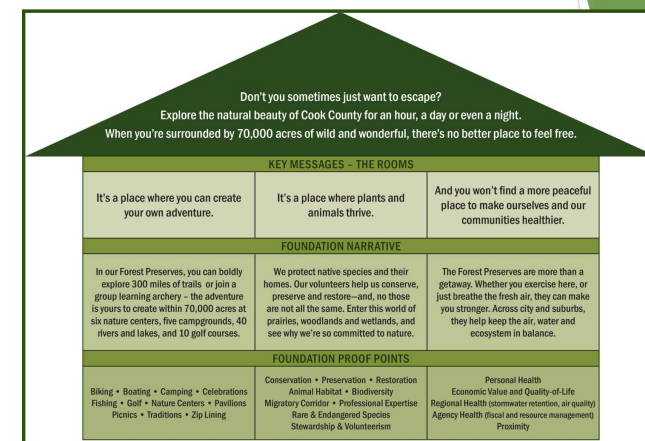 Don't you sometimes just want to escape?
Explore the natural beauty of Cook County for an hour, a day or even a night.
When you're surrounded by 70,000 acres of wild and wonderful, there's no better place to feel free.
KEY MESSAGES – THE ROOMS
It's a place where you can create
your own adventure.
It's a place where plants and
animals thrive.
And you won't find a more peaceful
place to make ourselves and our
communities healthier.
FOUNDATION NARRATIVE
In our Forest Preserves, you can boldly
explore 300 miles of trails or join a
group learning archery – the adventure
is yours to create within 70,000 acres at
six nature centers, five campgrounds, 40
rivers and lakes, and 10 golf courses.
We protect native species and their
homes. Our volunteers help us conserve,
preserve and restore—and, no those
are not all the same. Enter this world of
prairies, woodlands and wetlands, and
see why we're so committed to nature.
The Forest Preserves are more than a
getaway. Whether you exercise here, or
just breathe the fresh air, they can make
you stronger. Across city and suburbs,
they help keep the air, water and
ecosystem in balance.
FOUNDATION PROOF POINTS
Biking • Boating • Camping • Celebrations
Fishing • Golf • Nature Centers • Pavilions
Picnics • Traditions • Zip Lining
Conservation • Preservation • Restoration
Animal Habitat • Biodiversity
Migratory Corridor • Professional Expertise
Rare & Endangered Species
Stewardship & Volunteerism
Personal Health
Economic Value and Quality-of-Life
Regional Health (stormwater retention, air quality)
Agency Health (fiscal and resource management)
Proximity